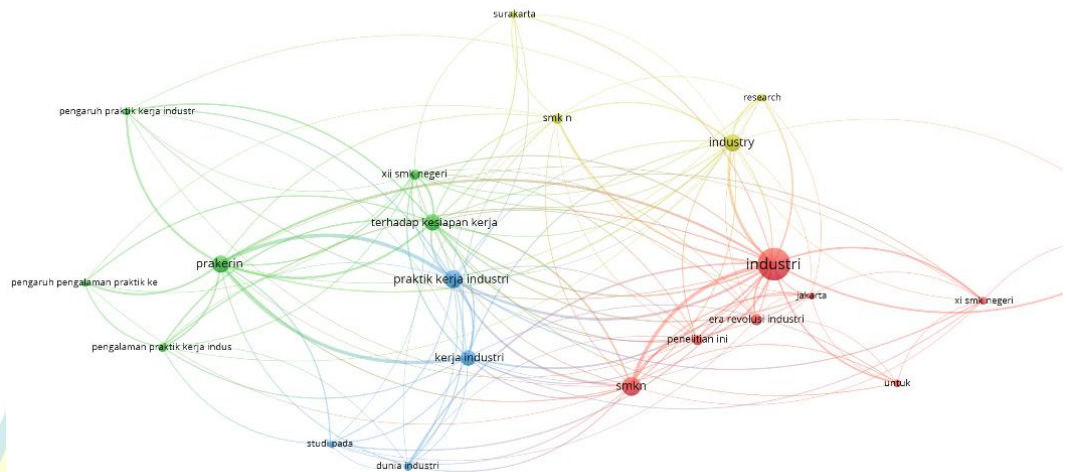 surakarta
research
pengaruh praktik kerja industr
smk n
industry
xii smk negeri
terhadap kesiapan kerja
prakerin
industri
praktik kerja industri
pengaruh pengalaman praktik ke
jakarta
xi smk negeri
era revolusi industri
penelitian ini
pengalaman praktik kerja indus
kerja industri
untuk
smkn
studi pada
dunia industri